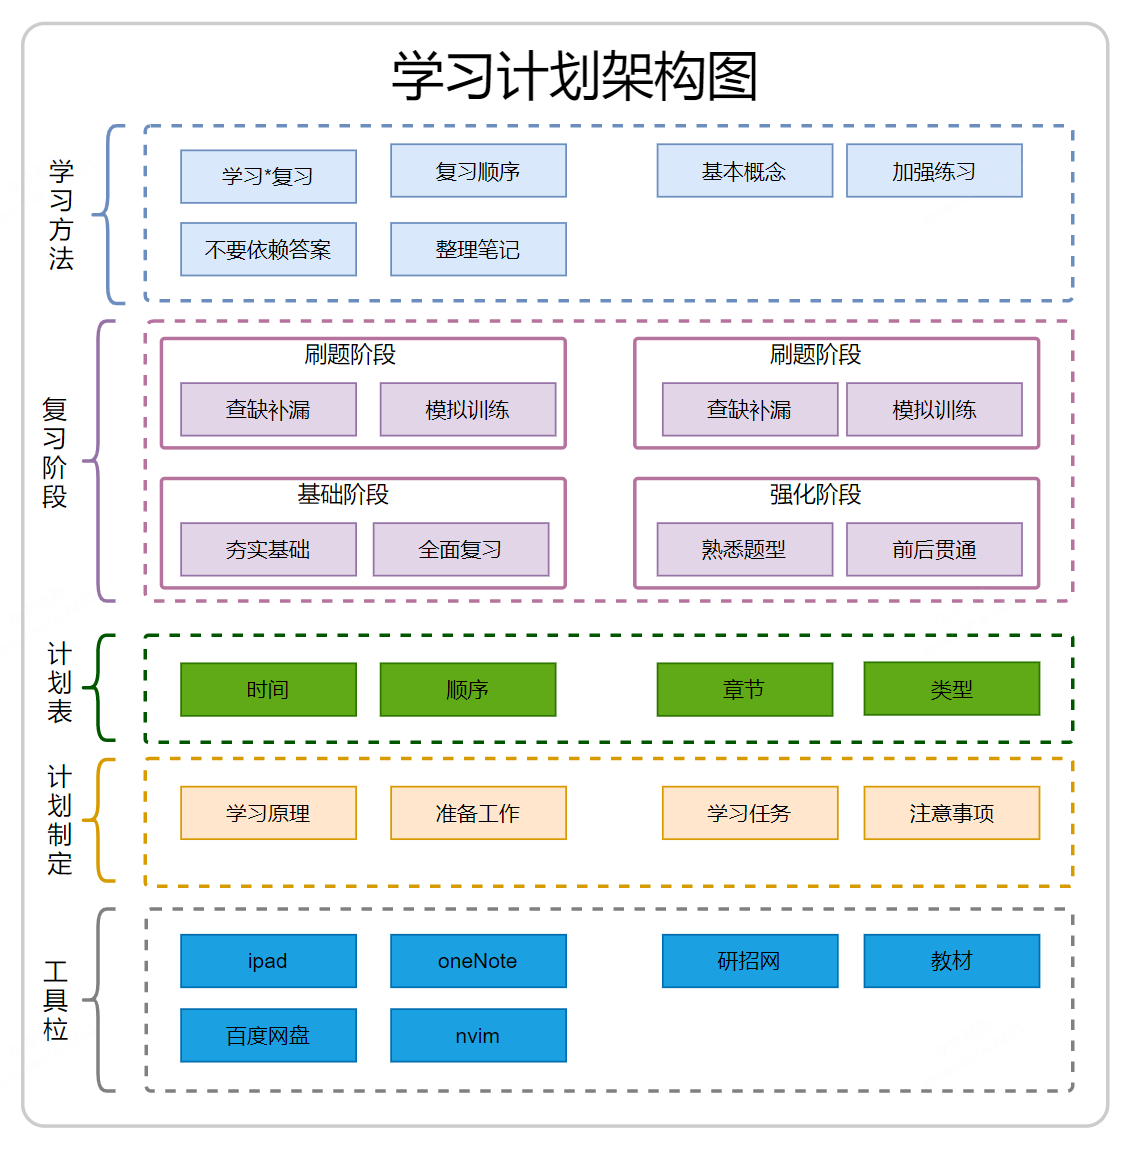 学习计划架构图
学习方法
学习*复习
复习顺序
基本概念
加强练习
不要依赖答案
整理笔记
复习阶段
刷题阶段
查缺补漏
模拟训练
刷题阶段
查缺补漏
模拟训练
基础阶段
夯实基础
全面复习
强化阶段
熟悉题型
前后贯通
计划表
时间
顺序
章节
类型
计划制定
学习原理
准备工作
学习任务
注意事项
工具柆
ipad
oneNote
研招网
教材
百度网盘
nvim